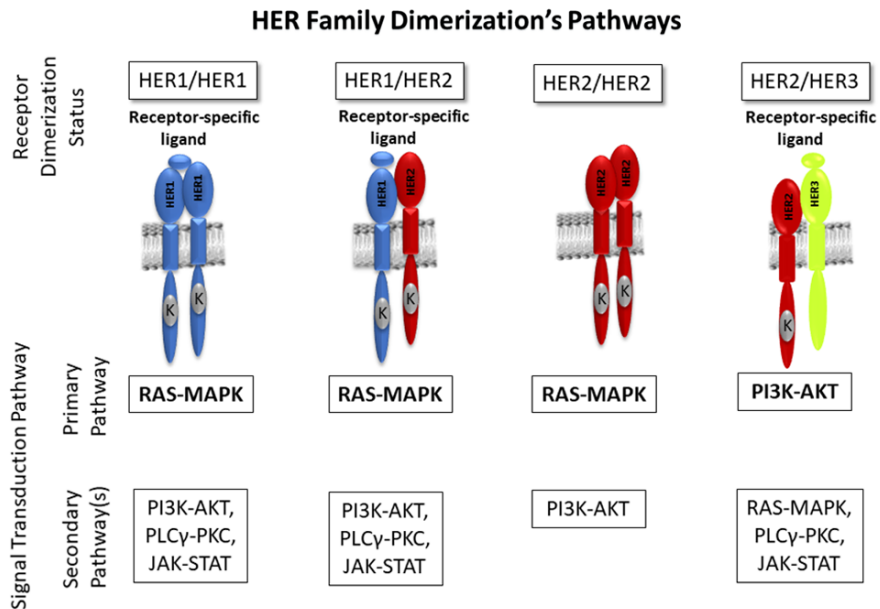 HER Family Dimerization's Pathways
Receptor
Dimerization
Status
HER1/HER1
HER1/HER2
HER2/HER2
HER2/HER3
Receptor-specific
ligand
Receptor-specific
ligand
Receptor-specific
ligand
HER1
HER1
HER1
HER2
HER2
HER2
HER2
HER3
K
K
K
K
K
K
K
Signal Transduction Pathway
Primary
Pathway
RAS-MAPK
RAS-MAPK
RAS-MAPK
PI3K-AKT
Secondary
Pathway(s)
PI3K-AKT,
PLCγ-PKC,
JAK-STAT
PI3K-AKT,
PLCγ-PKC,
JAK-STAT
PI3K-AKT
RAS-MAPK,
PLCγ-PKC,
JAK-STAT